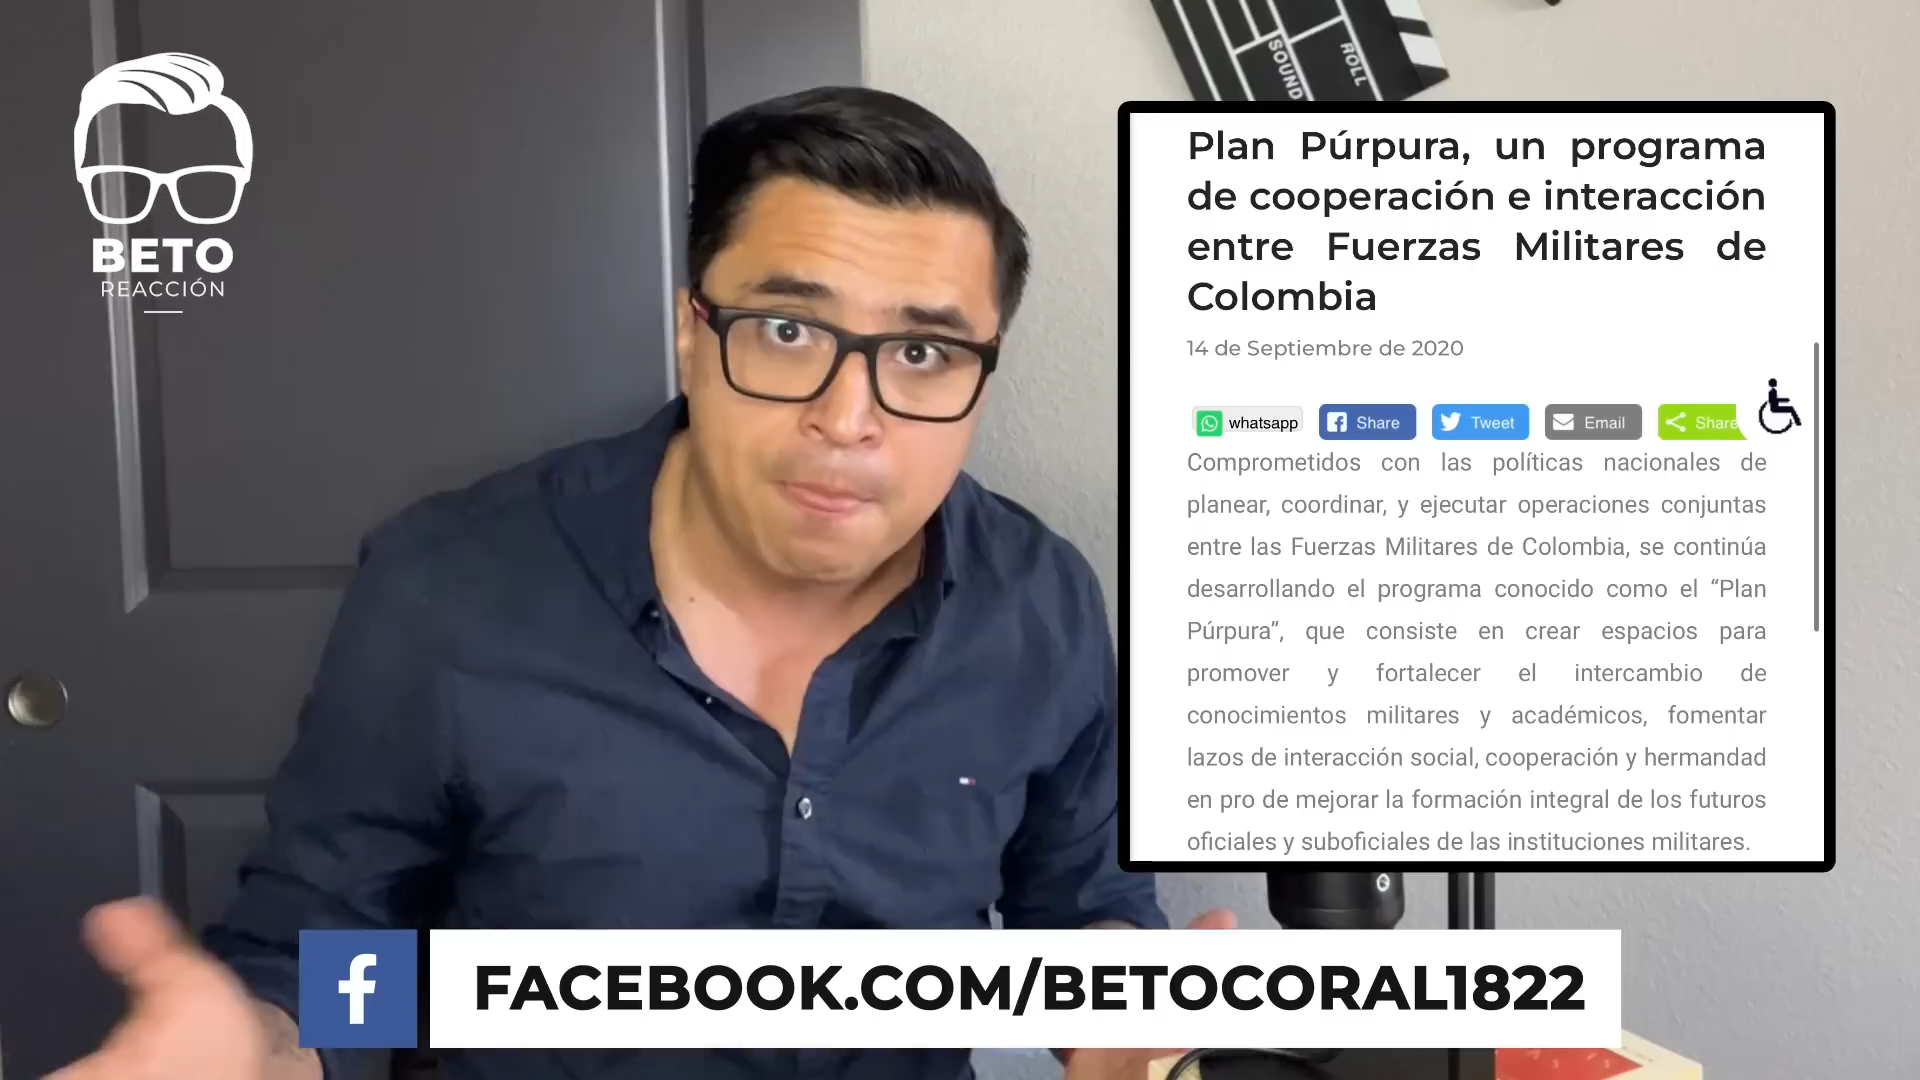 BETO
REACCIÓN
SOUND
ROLL
Plan Púrpura, un programa
de cooperación e interacción
entre Fuerzas Militares de
Colombia
14 de Septiembre de 2020
whatsapp
Share
Tweet
Email
Share
Comprometidos con las políticas nacionales de
planear, coordinar, y ejecutar operaciones conjuntas
entre las Fuerzas Militares de Colombia, se continúa
desarrollando el programa conocido como el “Plan
Púrpura”, que consiste en crear espacios para
promover y fortalecer el intercambio de
conocimientos militares y académicos, fomentar
lazos de interacción social, cooperación y hermandad
en pro de mejorar la formación integral de los futuros
oficiales y suboficiales de las instituciones militares.
f
FACEBOOK.COM/BETOCORAL1822